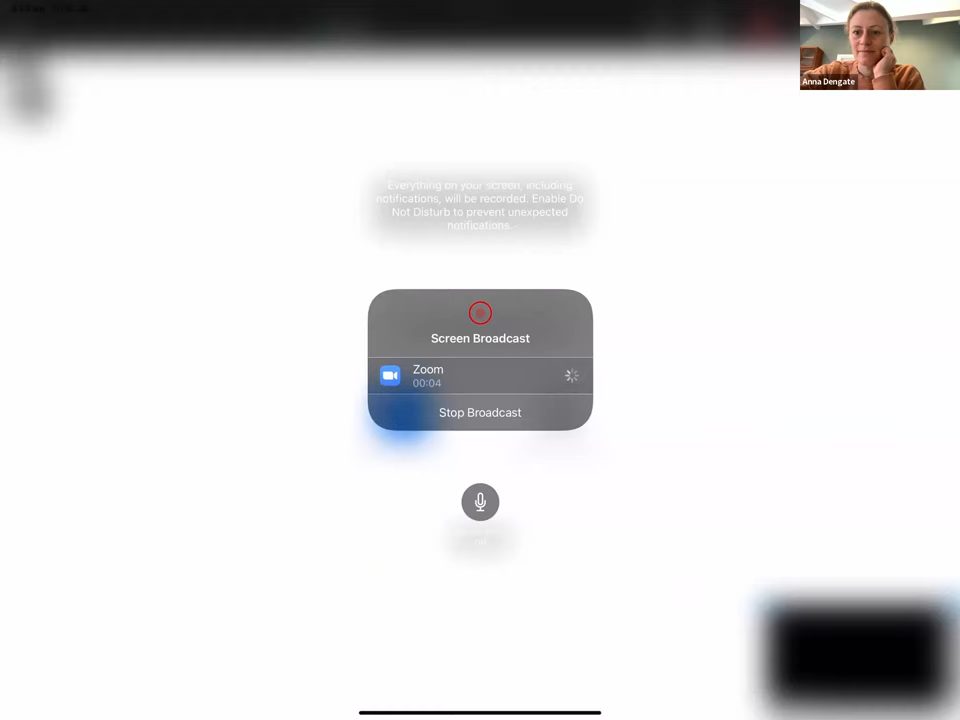 Anna Dengate
Everything on your screen, including
notifications, will be recorded. Enable Do
Not Disturb to prevent unexpected
notifications.
Screen Broadcast
Zoom
00:04
Stop Broadcast